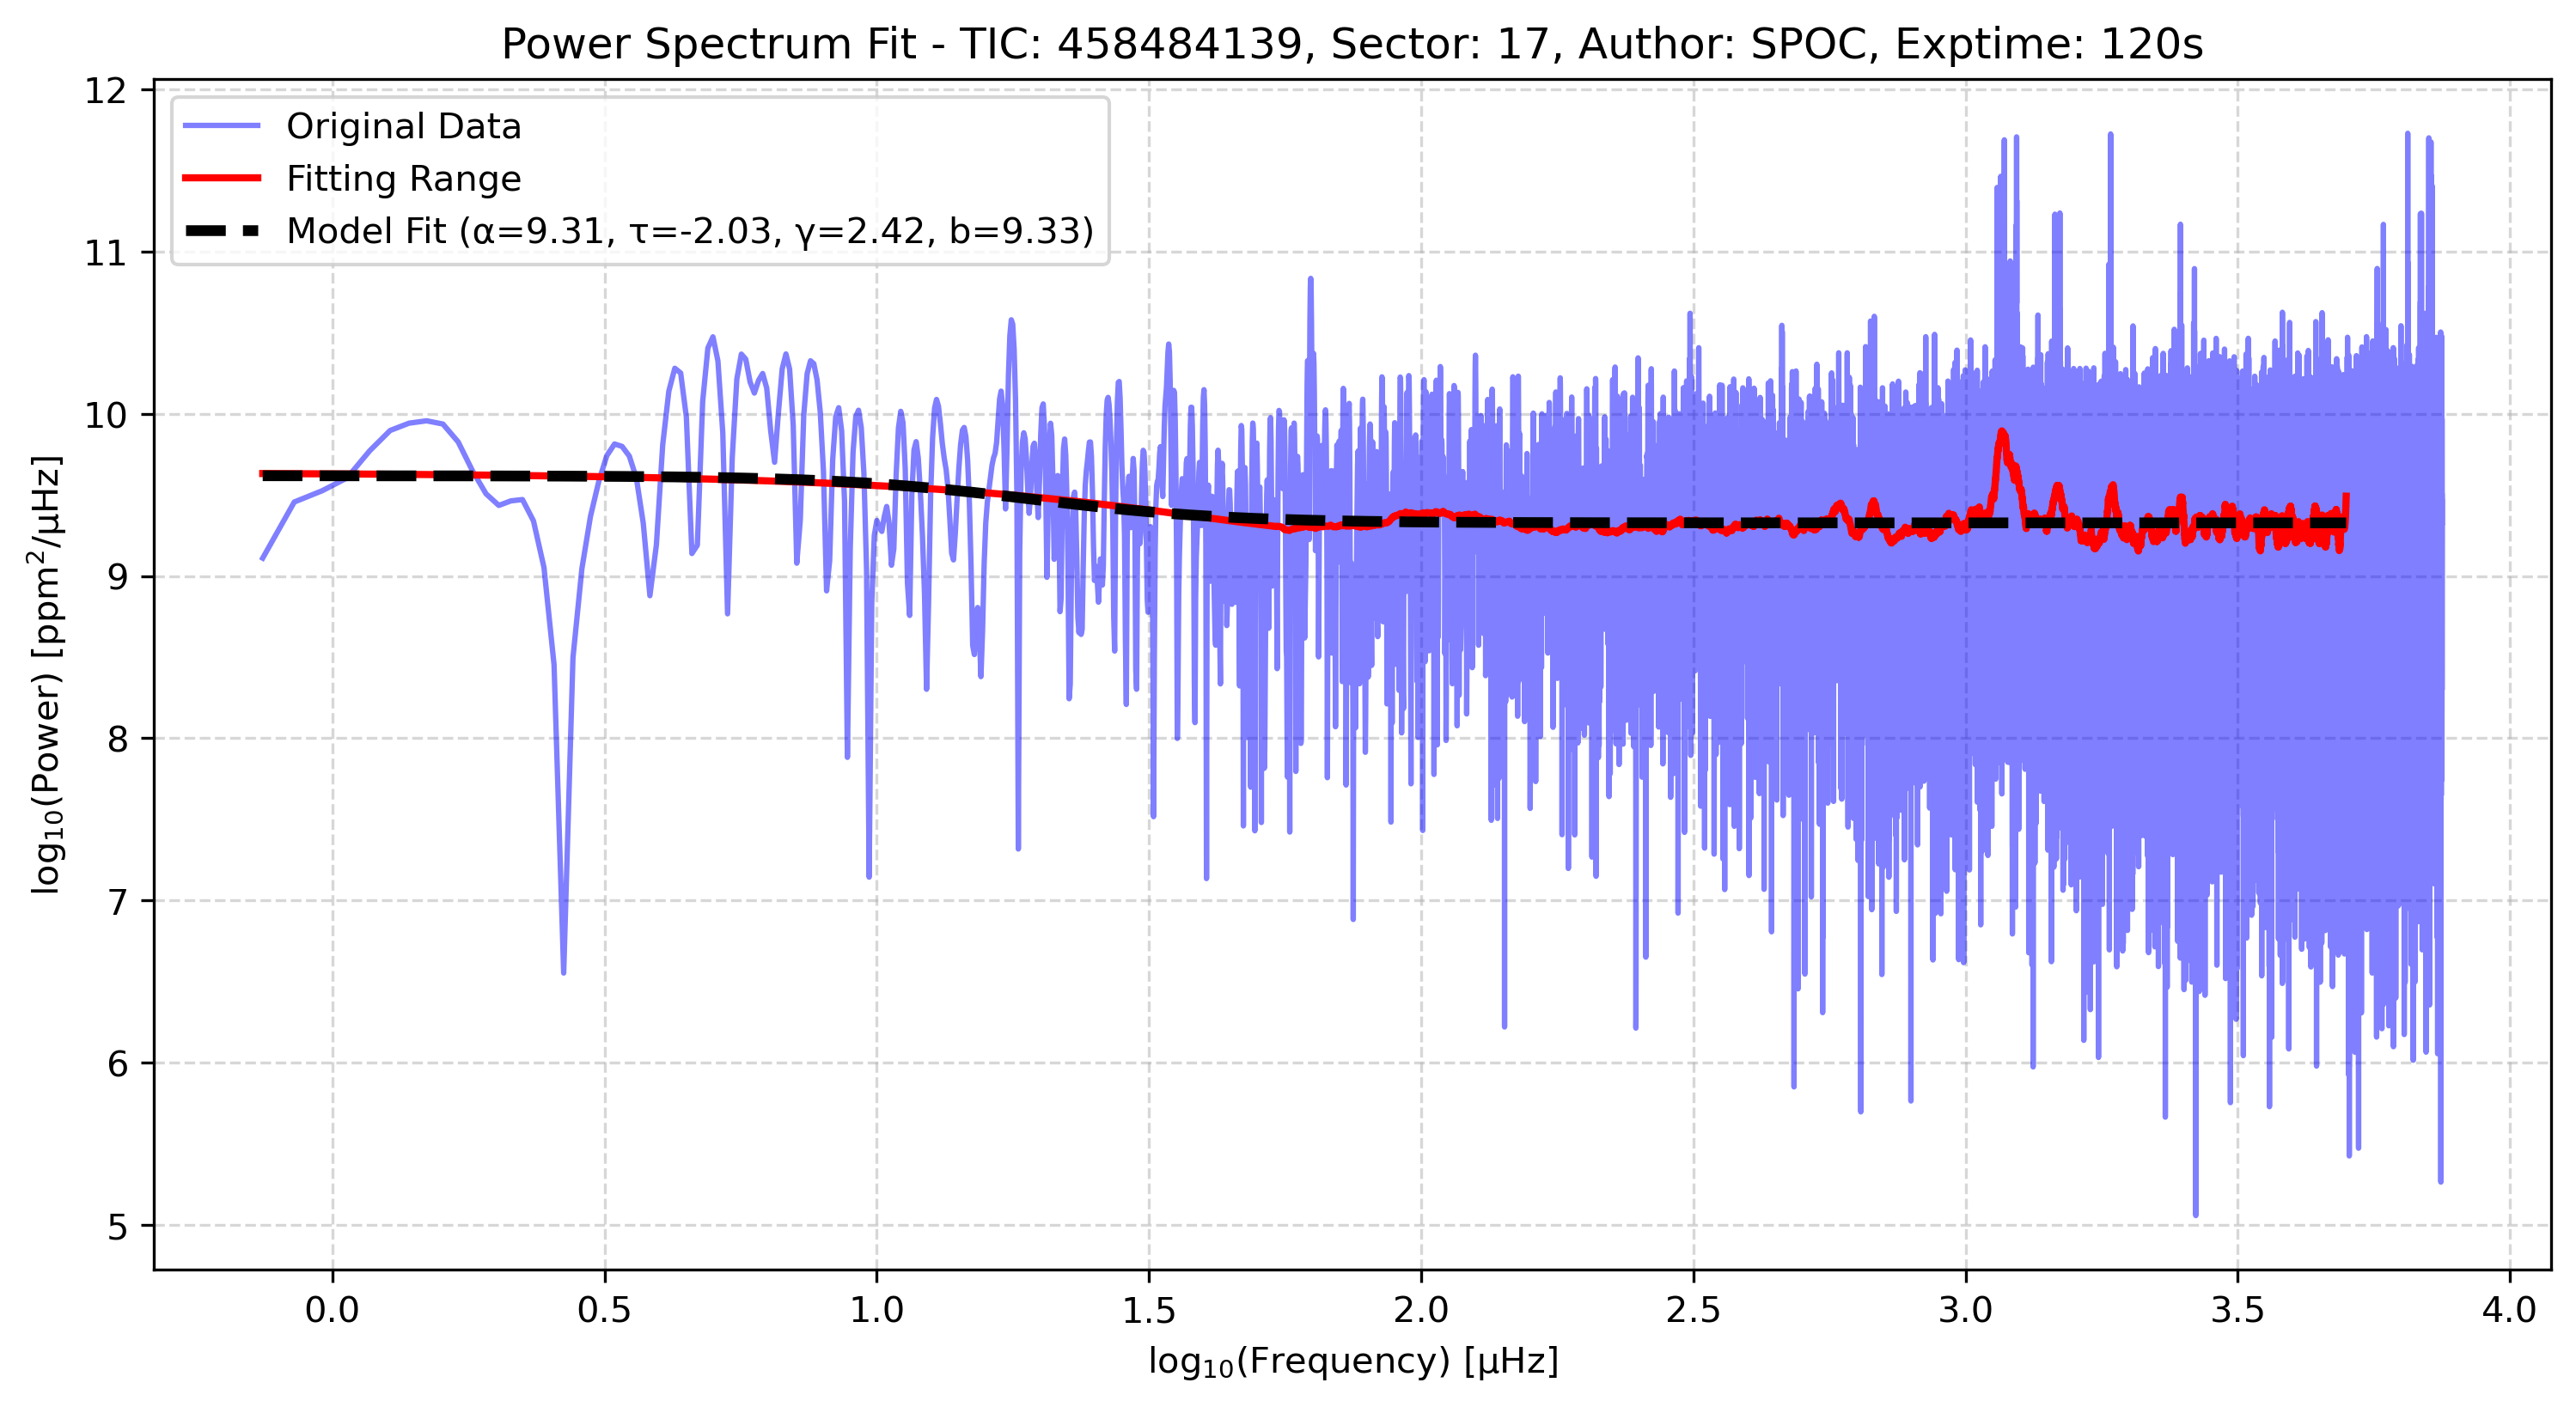 Power Spectrum Fit - TIC: 458484139, Sector: 17, Author: SPOC, Exptime: 120s
Original Data
Fitting Range
Model Fit (α=9.31, τ=-2.03, γ=2.42, b=9.33)
log₁₀(Power) [ppm²/μHz]
12
11
10
9
8
7
6
5
0.0 0.5 1.0 1.5 2.0 2.5 3.0 3.5 4.0
log₁₀(Frequency) [μHz]